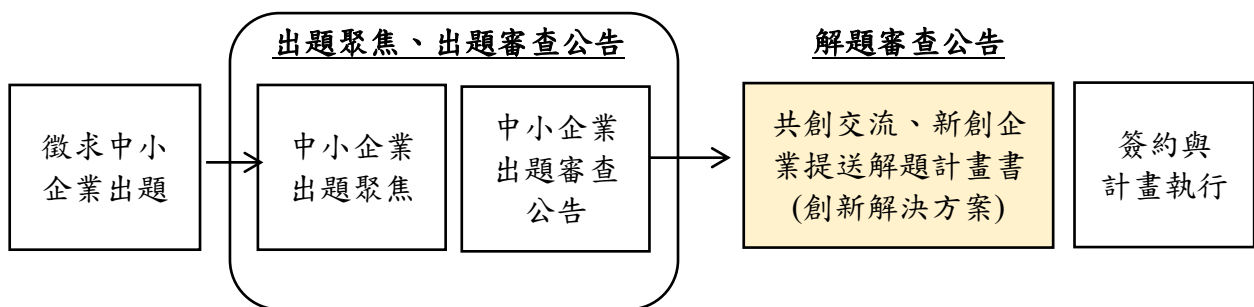 出題聚焦、出題審查公告
解題審查公告
徵求中小
企業出題
中小企業
出題聚焦
中小企業
出題審查
公告
共創交流、新創企
業提送解題計畫書
(創新解決方案)
簽約與
計畫執行